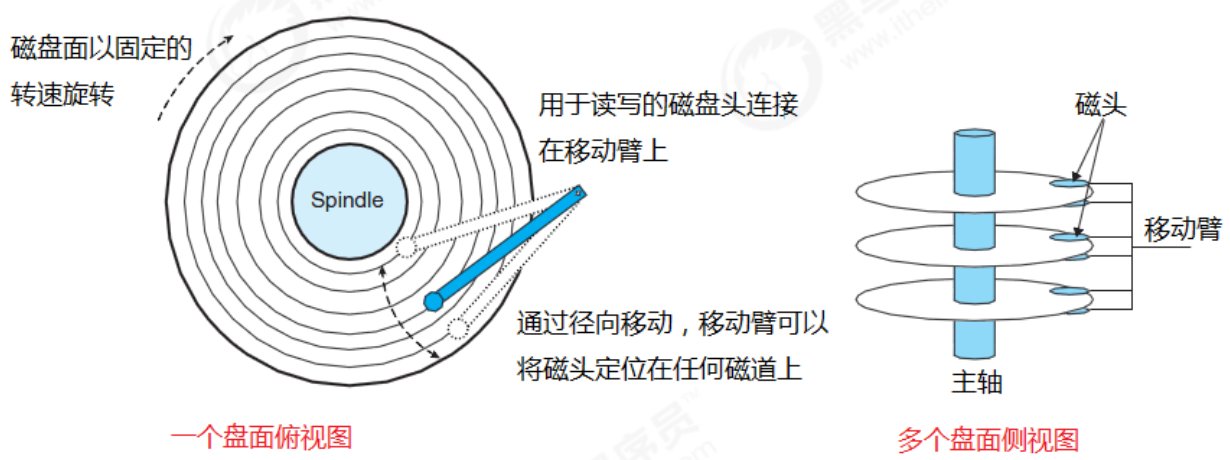 磁盘面以固定的
转速旋转
Spindle
用于读写的磁盘头连接
在移动臂上
通过径向移动，移动臂可以
将磁头定位在任何磁道上
一个盘面俯视图
磁头
移动臂
主轴
多个盘面侧视图